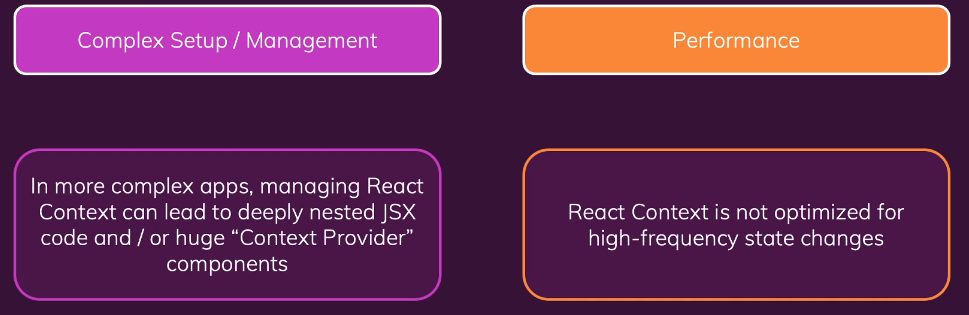 Complex Setup / Management
Performance
In more complex apps, managing React
Context can lead to deeply nested JSX
code and / or huge “Context Provider”
components
React Context is not optimized for
high-frequency state changes